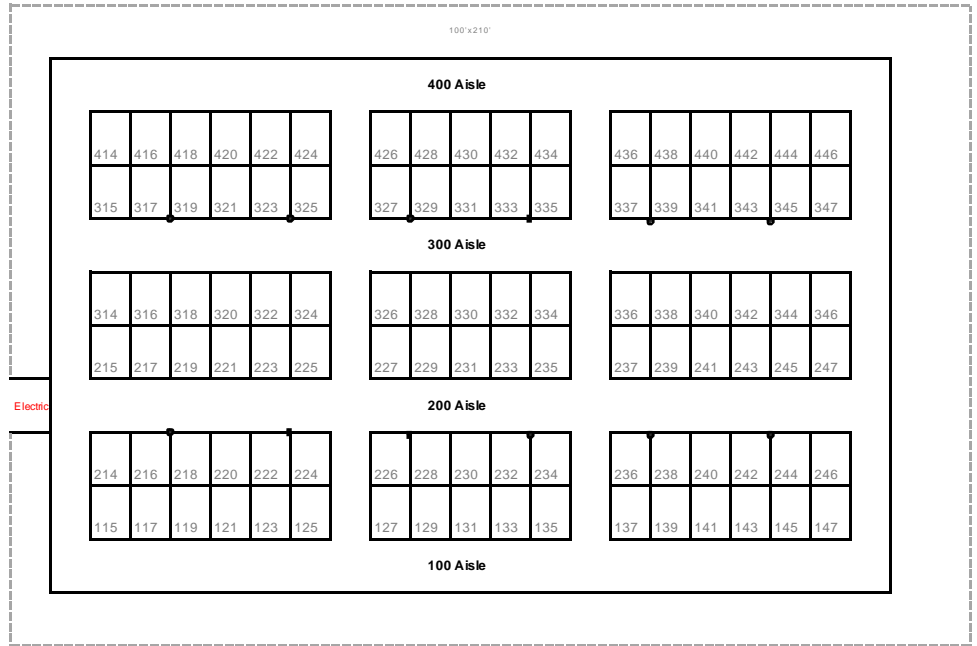 100'x210'
400 Aisle
414 416 418 420 422 424 426 428 430 432 434 436 438 440 442 444 446
315 317 319 321 323 325 327 329 331 333 335 337 339 341 343 345 347
300 Aisle
314 316 318 320 322 324 326 328 330 332 334 336 338 340 342 344 346
215 217 219 221 223 225 227 229 231 233 235 237 239 241 243 245 247
Electric
200 Aisle
214 216 218 220 222 224 226 228 230 232 234 236 238 240 242 244 246
115 117 119 121 123 125 127 129 131 133 135 137 139 141 143 145 147
100 Aisle